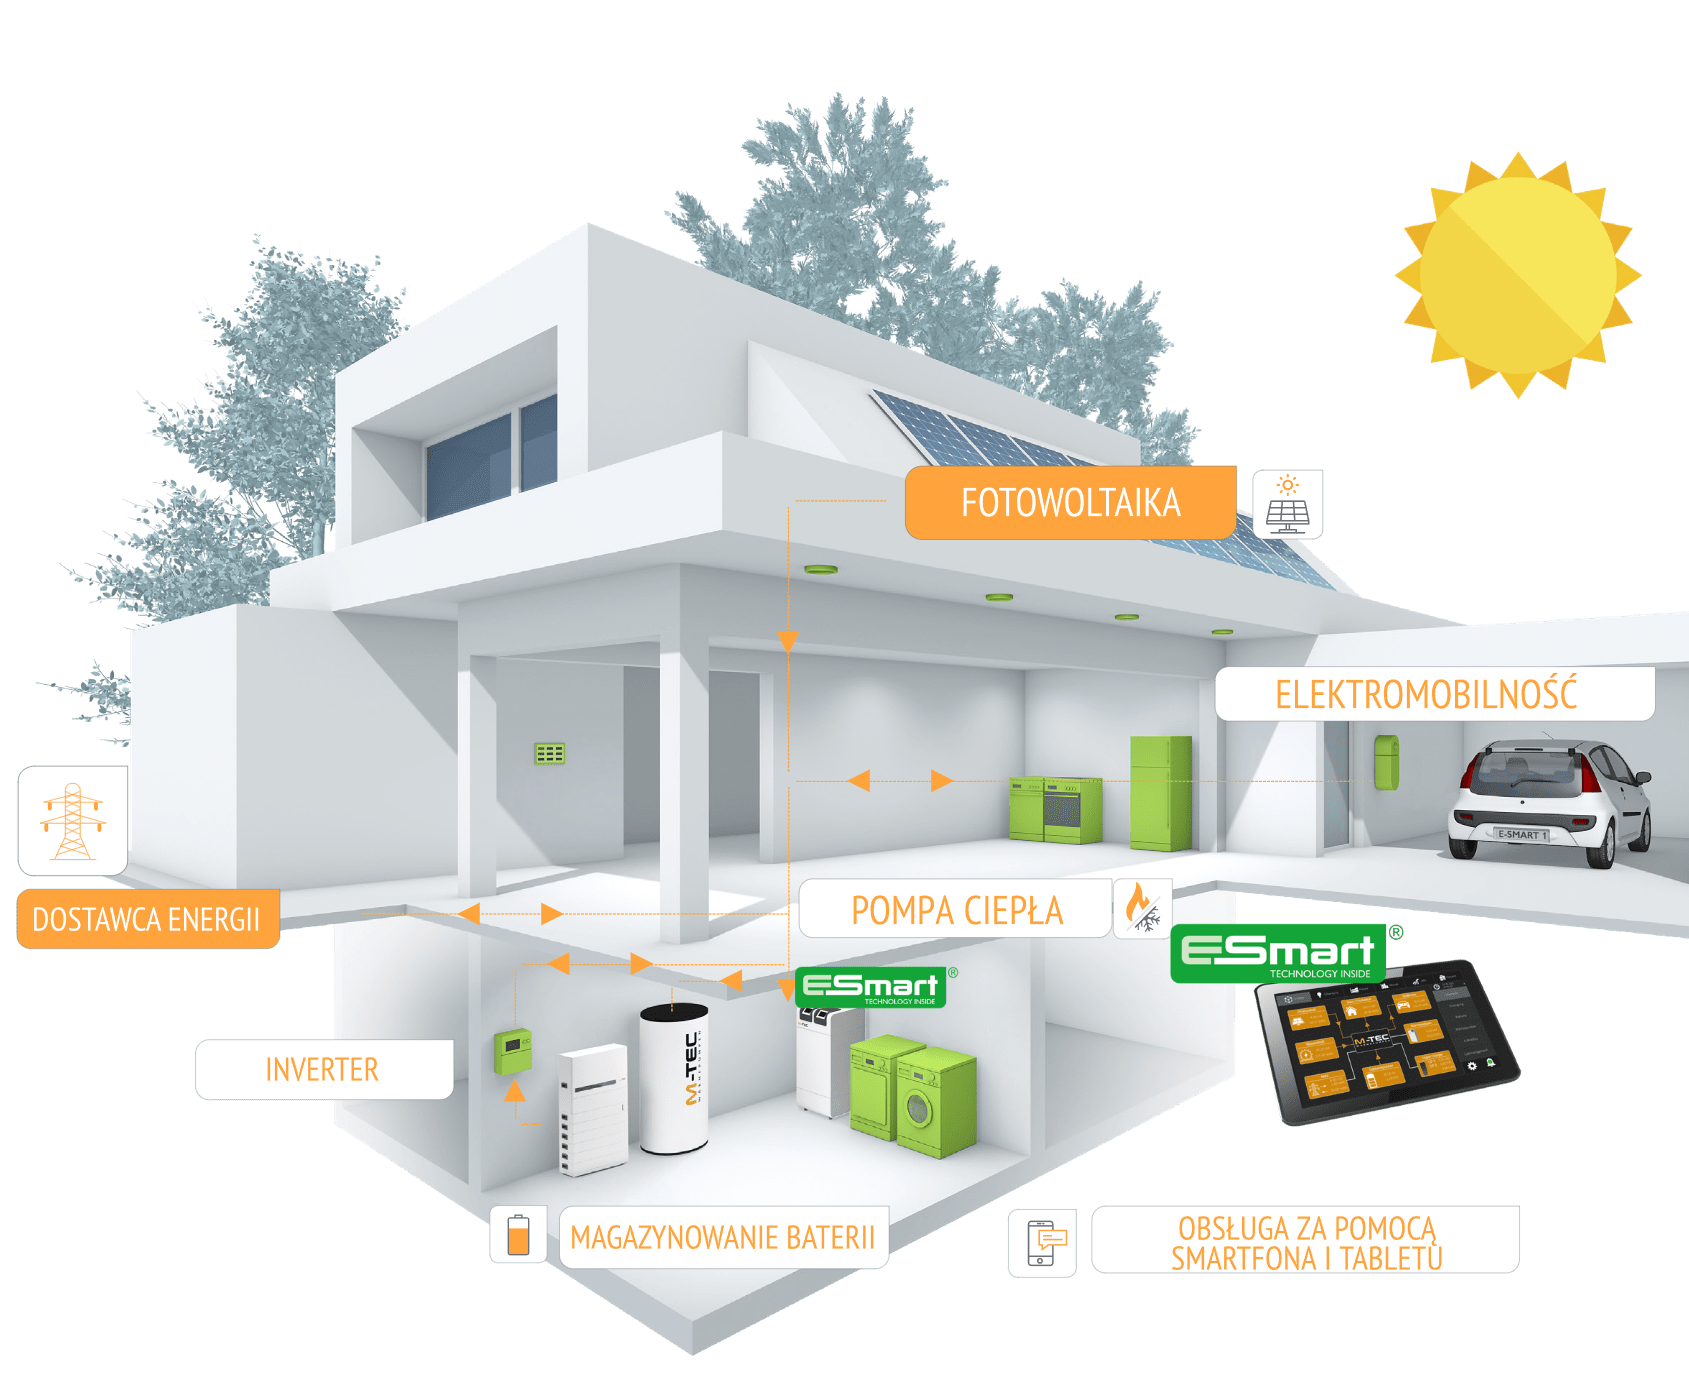 FOTOWOLTAIKA
ELEKTROMOBILNOŚĆ
E-SMART 1
DOSTAWCA ENERGII
POMPA CIEPŁA
ESmart®
TECHNOLOGY INSIDE
ESmart®
TECHNOLOGY INSIDE
INVERTER
M-TEC
M-TEC
M-TEC
MAGAZYNOWANIE BATERII
OBSŁUGA ZA POMOCĄ
SMARTFONA I TABLETU